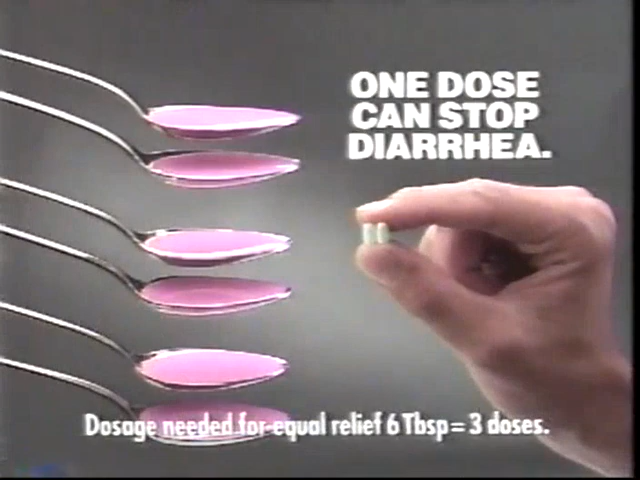 ONE DOSE
CAN STOP
DIARRHEA.
Dosage needed for equal relief 6 Tbsp = 3 doses.